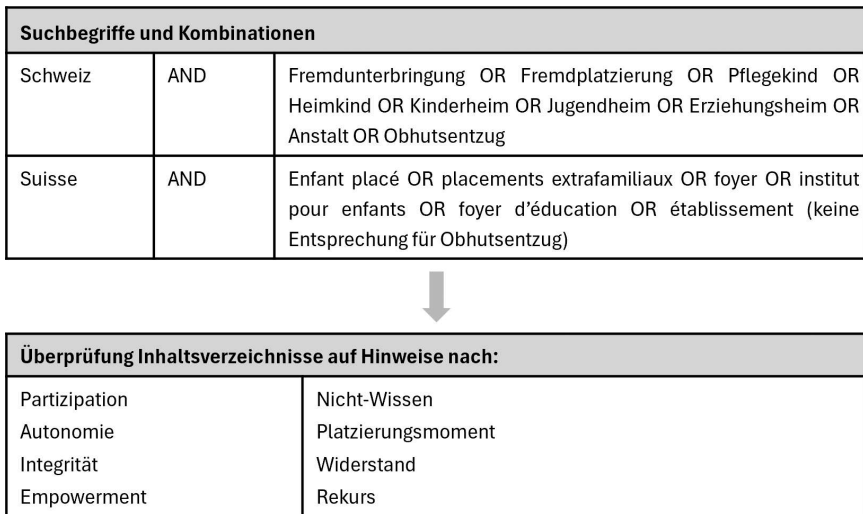 Suchbegriffe und Kombinationen
Schweiz AND Fremdunterbringung OR Fremdplatzierung OR Pflegekind OR
Heimkind OR Kinderheim OR Jugendheim OR Erziehungsheim OR
Anstalt OR Obhutsentzug
Suisse AND Enfant placé OR placements extrafamiliaux OR foyer OR institut
pour enfants OR foyer d'éducation OR établissement (keine
Entsprechung für Obhutsentzug)
Überprüfung Inhaltsverzeichnisse auf Hinweise nach:
Partizipation Nicht-Wissen
Autonomie Platzierungsmoment
Integrität Widerstand
Empowerment Rekurs